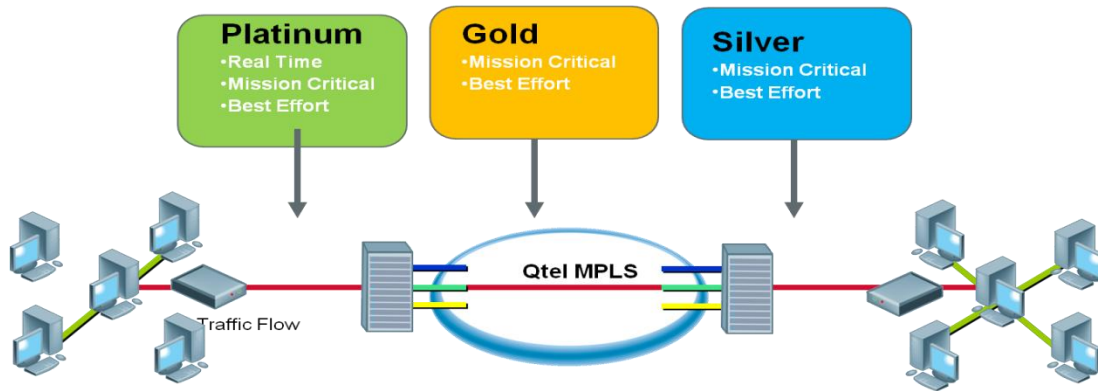 Platinum
•Real Time
•Mission Critical
•Best Effort
Gold
•Mission Critical
•Best Effort
Silver
•Mission Critical
•Best Effort
Qtel MPLS
Traffic Flow